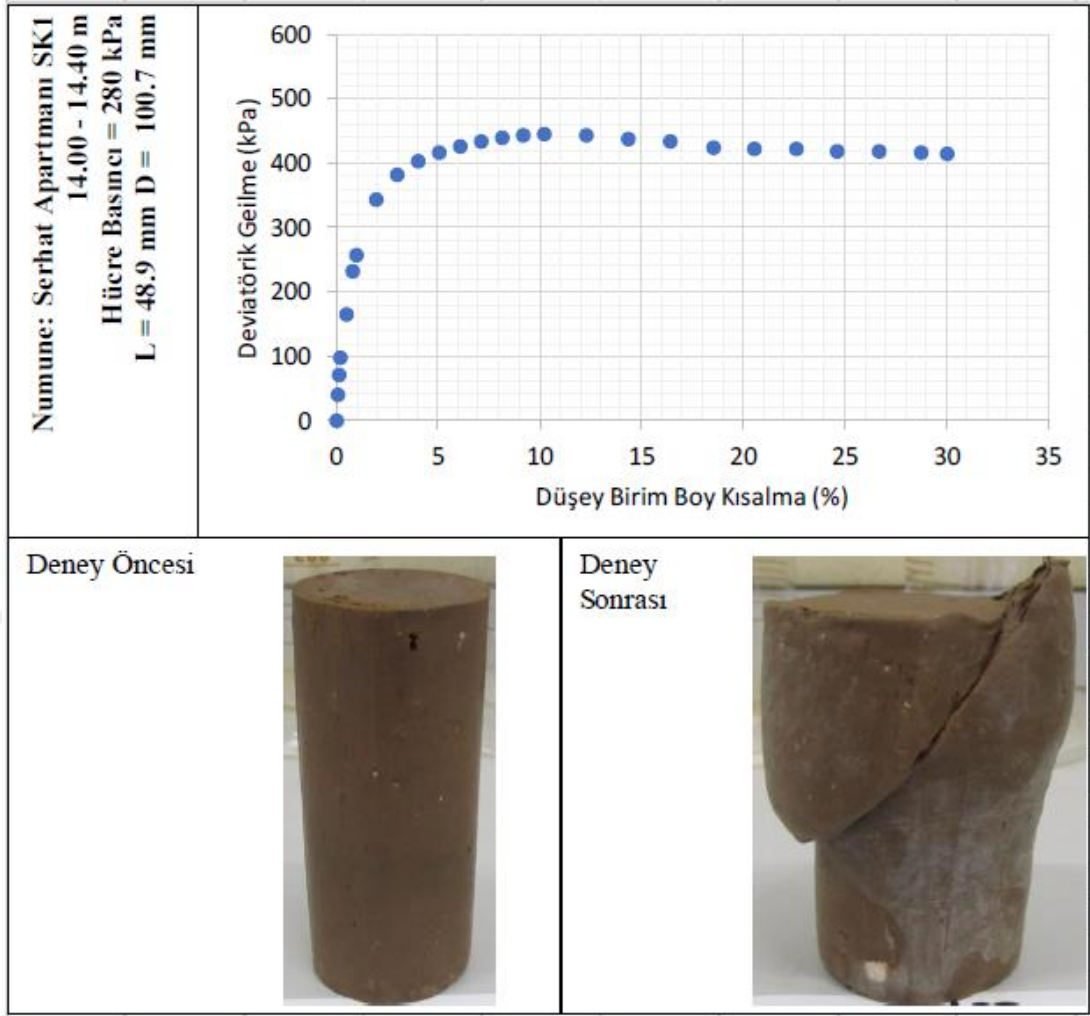 Numune: Serhat Apartmanı SK1
14.00 - 14.40 m
Hücre Basıncı = 280 kPa
L = 48.9 mm D = 100.7 mm
Deviatörik Geilme (kPa)
600
500
400
300
200
100
0
0 5 10 15 20 25 30 35
Düşey Birim Boy Kısalma (%)
Deney Öncesi
Deney
Sonrası